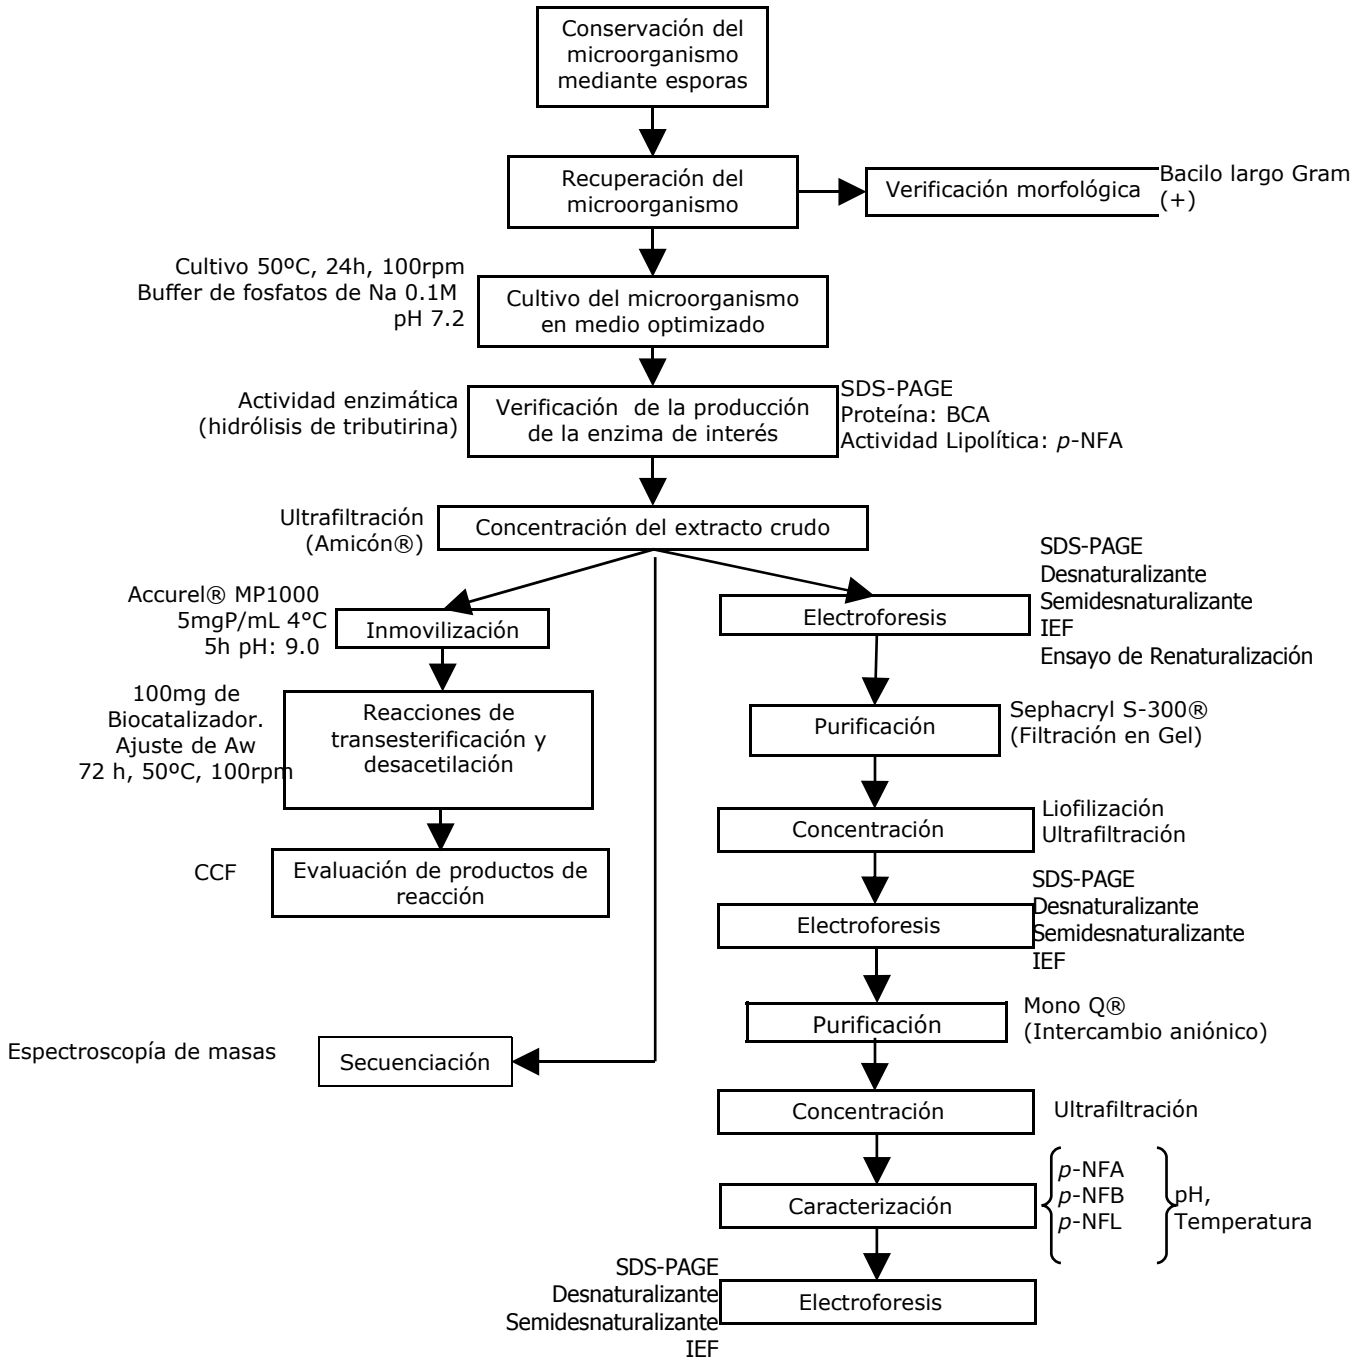 Conservación del
microorganismo
mediante esporas
Recuperación del
microorganismo
Verificación morfológica
Bacilo largo Gram
(+)
Cultivo 50ºC, 24h, 100rpm
Buffer de fosfatos de Na 0.1M
pH 7.2
Cultivo del microorganismo
en medio optimizado
Actividad enzimática
(hidrólisis de tributirina)
Verificación de la producción
de la enzima de interés
SDS-PAGE
Proteína: BCA
Actividad Lipolítica: p-NFA
Ultrafiltración
(Amicón®)
Concentración del extracto crudo
Accurel® MP1000
5mgP/mL 4°C
5h pH: 9.0
Inmovilización
Electroforesis
SDS-PAGE
Desnaturalizante
Semidesnaturalizante
IEF
Ensayo de Renaturalización
100mg de
Biocatalizador.
Ajuste de Aw
72 h, 50ºC, 100rpm
Reacciones de
transesterificación y
desacetilación
Purificación
Sephacryl S-300®
(Filtración en Gel)
Concentración
Liofilización
Ultrafiltración
CCF
Evaluación de productos de
reacción
Electroforesis
SDS-PAGE
Desnaturalizante
Semidesnaturalizante
IEF
Purificación
Mono Q®
(Intercambio aniónico)
Espectroscopía de masas
Secuenciación
Concentración
Ultrafiltración
Caracterización
p-NFA
p-NFB
p-NFL
pH,
Temperatura
SDS-PAGE
Desnaturalizante
Semidesnaturalizante
IEF
Electroforesis